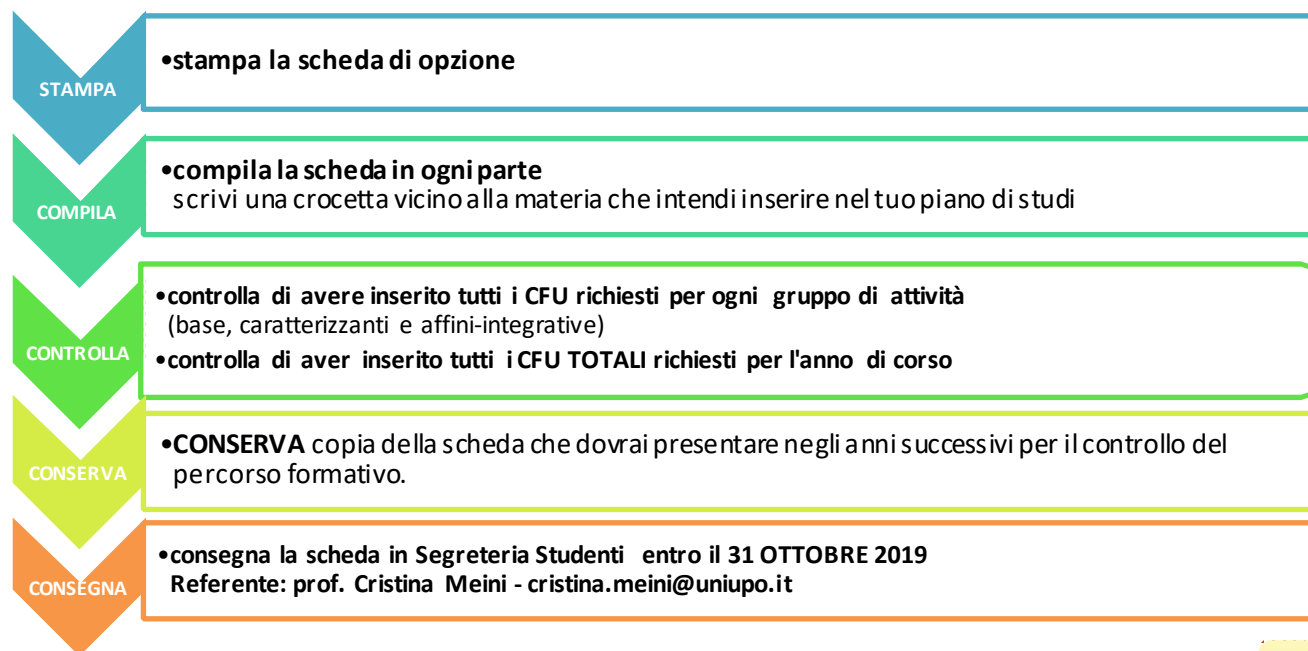 STAMPA
•stampa la scheda di opzione
COMPILA
•compila la scheda in ogni parte
scrivi una crocetta vicino alla materia che intendi inserire nel tuo piano di studi
CONTROLLA
•controlla di avere inserito tutti i CFU richiesti per ogni gruppo di attività
(base, caratterizzanti e affini-integrative)
•controlla di aver inserito tutti i CFU TOTALI richiesti per l'anno di corso
CONSERVA
•CONSERVA copia della scheda che dovrai presentare negli anni successivi per il controllo del
percorso formativo.
CONSEGNA
•consegna la scheda in Segreteria Studenti entro il 31 OTTOBRE 2019
Referente: prof. Cristina Meini - cristina.meini@uniupo.it